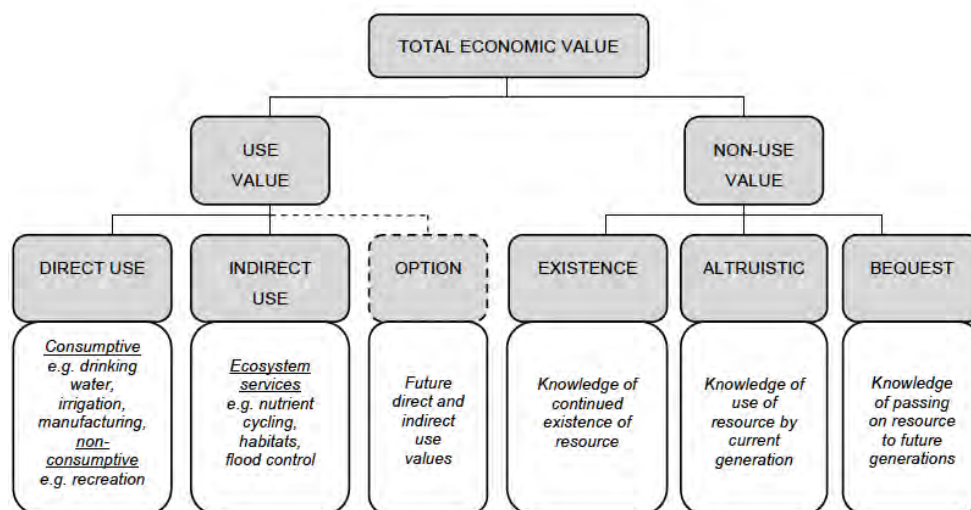 TOTAL ECONOMIC VALUE
USE
VALUE
NON-USE
VALUE
DIRECT USE
INDIRECT
USE
OPTION
EXISTENCE
ALTRUISTIC
BEQUEST
Consumptive
e.g. drinking
water,
irrigation,
manufacturing,
non-
consumptive
e.g. recreation
Ecosystem
services
e.g. nutrient
cycling,
habitats,
flood control
Future
direct and
indirect
use
values
Knowledge of
continued
existence of
resource
Knowledge of
use of
resource by
current
generation
Knowledge
of passing
on resource
to future
generations